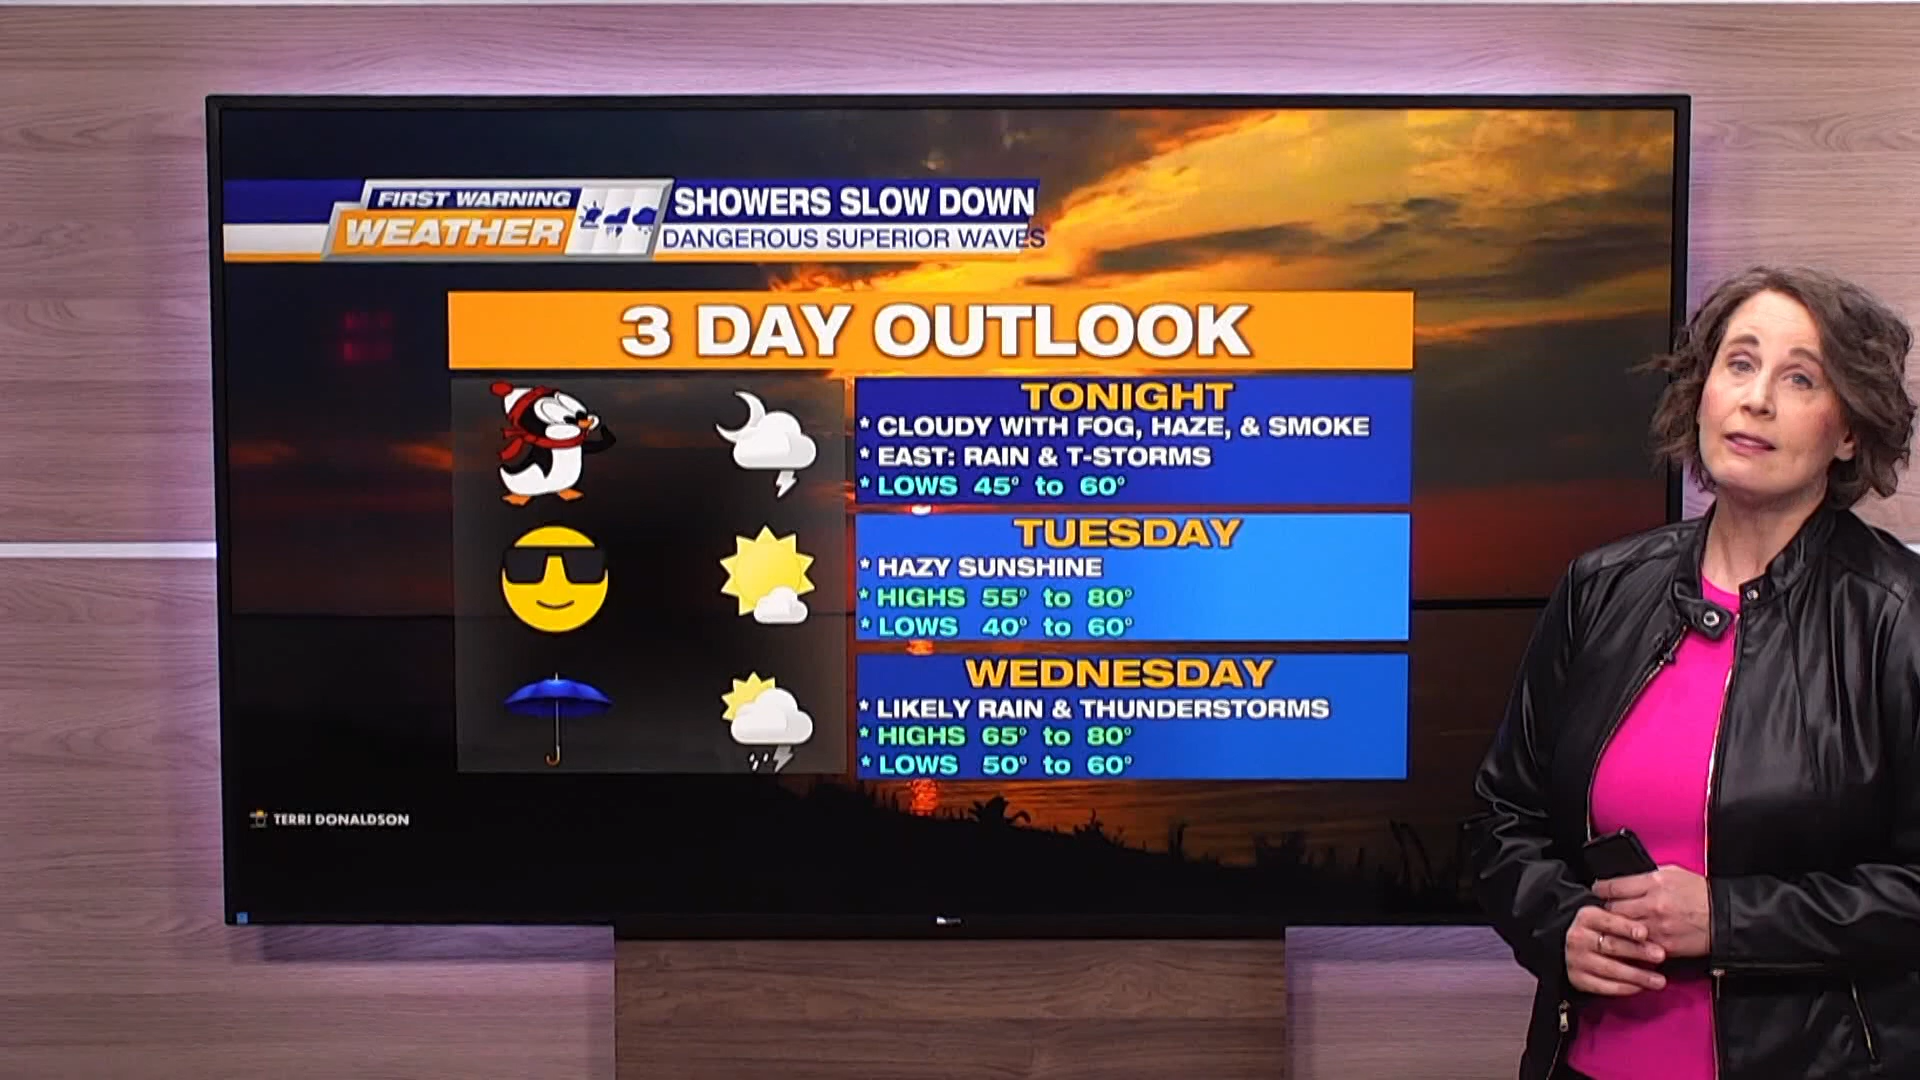 FIRST WARNING
WEATHER
SHOWERS SLOW DOWN
DANGEROUS SUPERIOR WAVES
3 DAY OUTLOOK
TONIGHT
* CLOUDY WITH FOG, HAZE, & SMOKE
* EAST: RAIN & T-STORMS
* LOWS 45° to 60°
TUESDAY
* HAZY SUNSHINE
* HIGHS 55° to 80°
* LOWS 40° to 60°
WEDNESDAY
* LIKELY RAIN & THUNDERSTORMS
* HIGHS 65° to 80°
* LOWS 50° to 60°
TERRI DONALDSON